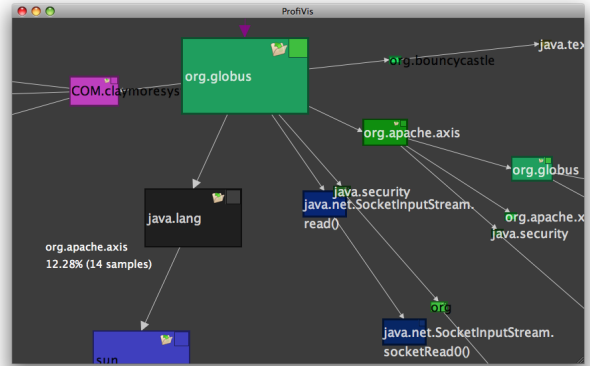 ProfiVis
java.tex
org.bouncycastle
org.globus
COM.claymoresys
org.apache.axis
org.globus
java.security
java.net.SocketInputStream.
read()
java.lang
org.apache.x
java.security
org.apache.axis
12.28% (14 samples)
org
java.net.SocketInputStream.
socketRead0()
sun